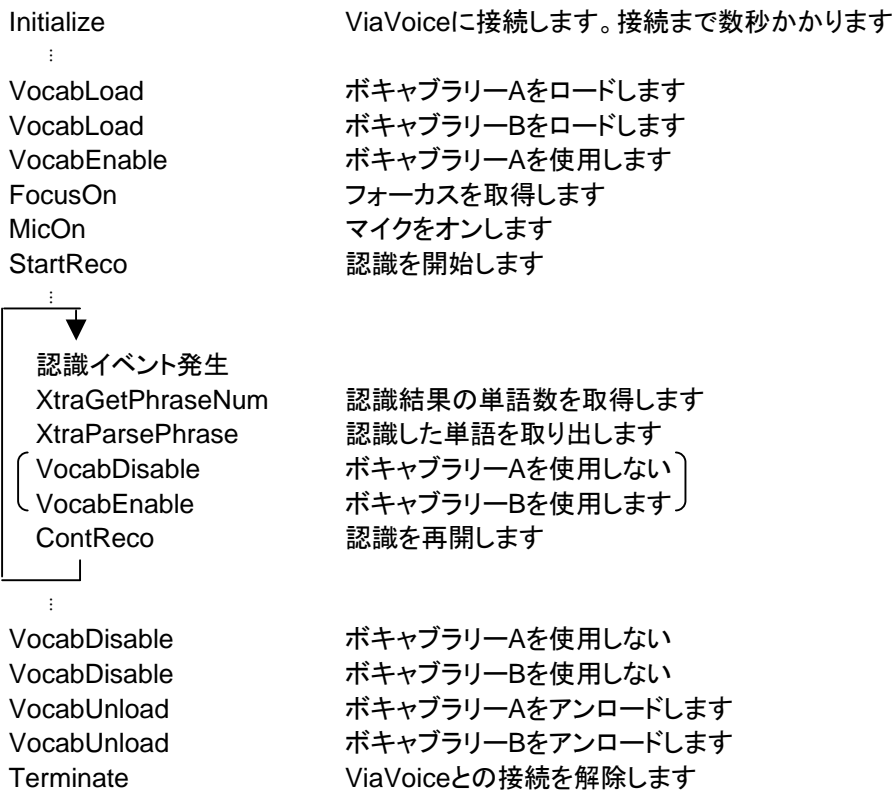 Initialize ViaVoiceに接続します。接続まで数秒かかります
⋮
VocabLoad ボキャブラリーAをロードします
VocabLoad ボキャブラリーBをロードします
VocabEnable ボキャブラリーAを使用します
FocusOn フォーカスを取得します
MicOn マイクをオンします
StartReco 認識を開始します
⋮
認識イベント発生
XtraGetPhraseNum 認識結果の単語数を取得します
XtraParsePhrase 認識した単語を取り出します
VocabDisable ボキャブラリーAを使用しない
VocabEnable ボキャブラリーBを使用します
ContReco 認識を再開します
⋮
VocabDisable ボキャブラリーAを使用しない
VocabDisable ボキャブラリーBを使用しない
VocabUnload ボキャブラリーAをアンロードします
VocabUnload ボキャブラリーBをアンロードします
Terminate ViaVoiceとの接続を解除します